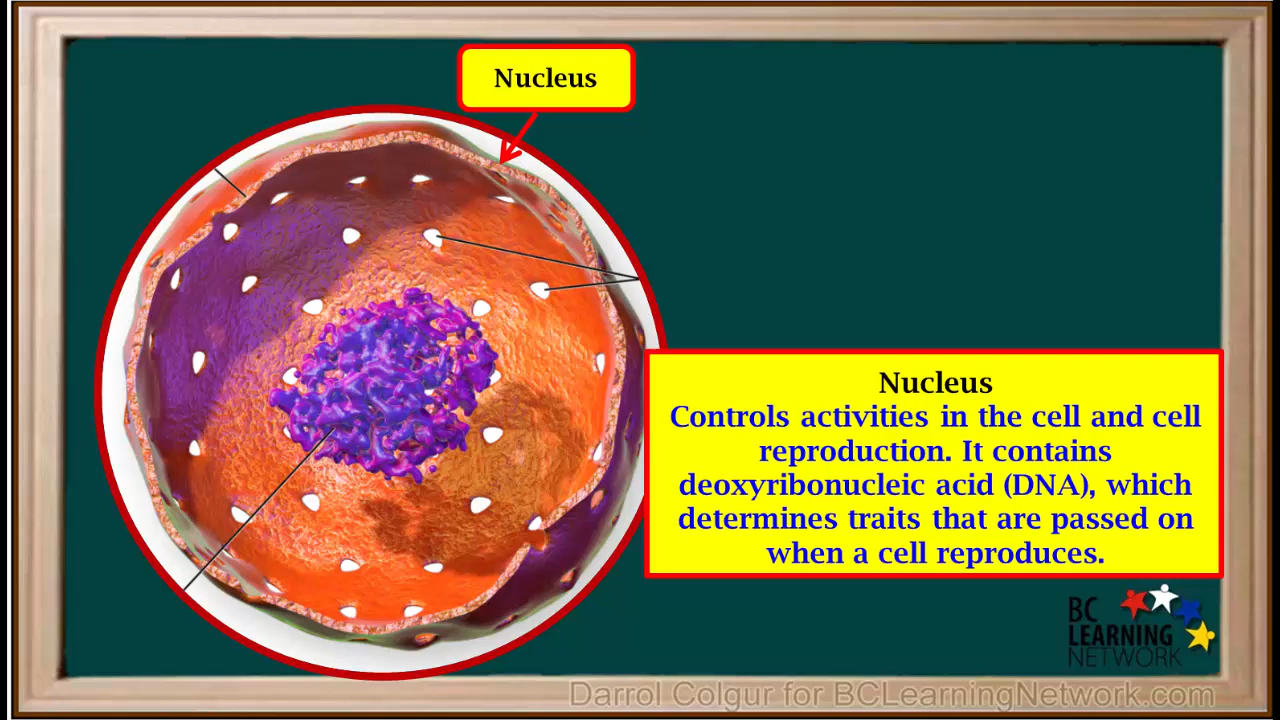 Nucleus
Nucleus
Controls activities in the cell and cell
reproduction. It contains
deoxyribonucleic acid (DNA), which
determines traits that are passed on
when a cell reproduces.
BC
LEARNING
NETWORK
Darrol Colgur for BCLearningNetwork.com